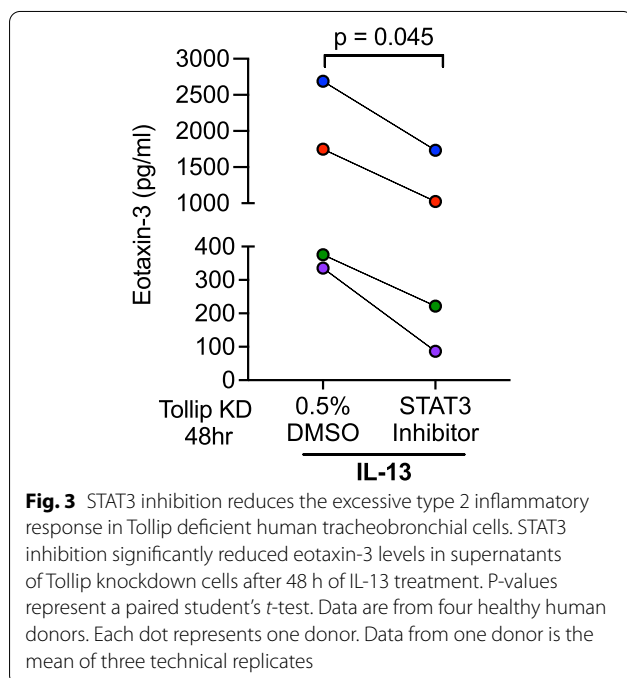 p = 0.045
3000
2500
2000
1500
1000
400
300
200
100
0
Eotaxin-3 (pg/ml)
Tollip KD
48hr
0.5%
DMSO
STAT3
Inhibitor
IL-13
Fig. 3 STAT3 inhibition reduces the excessive type 2 inflammatory
response in Tollip deficient human tracheobronchial cells. STAT3
inhibition significantly reduced eotaxin-3 levels in supernatants
of Tollip knockdown cells after 48 h of IL-13 treatment. P-values
represent a paired student's t-test. Data are from four healthy human
donors. Each dot represents one donor. Data from one donor is the
mean of three technical replicates